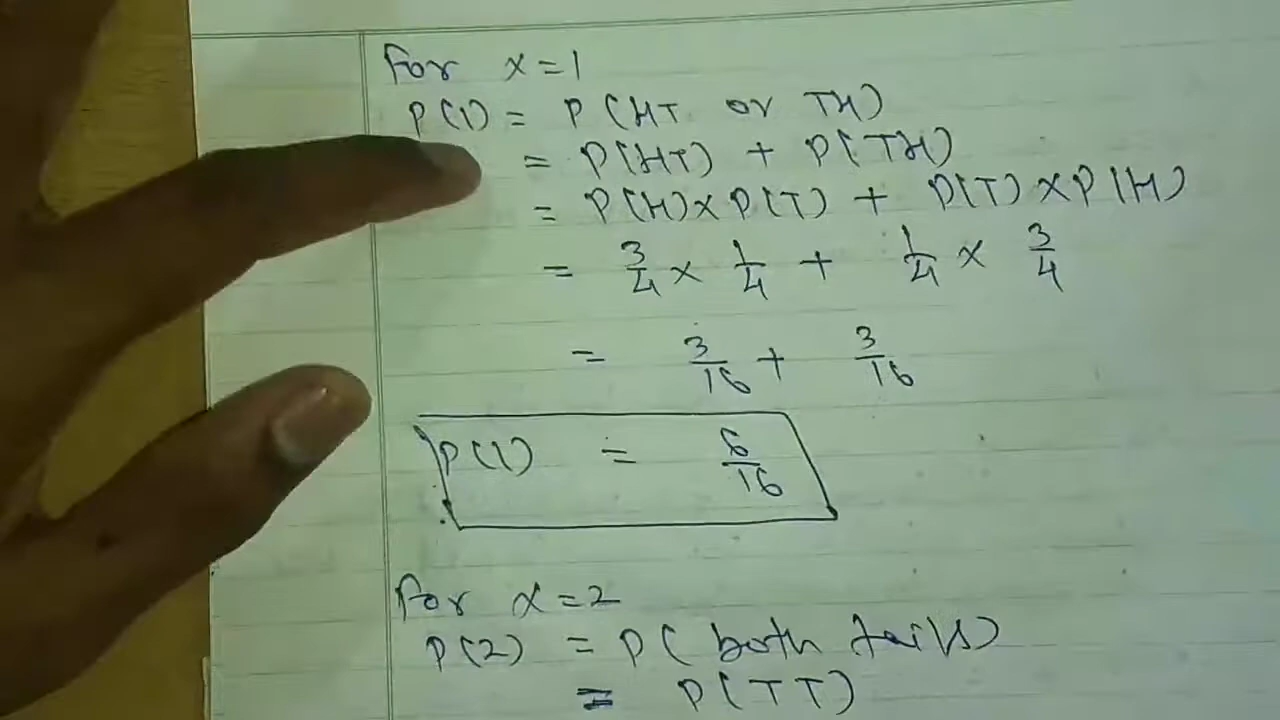 For x=1
P(1) = P(HT or TH)
= P(HT) + P(TH)
= P(H)×P(T) + P(T)×P(H)
= 3/4 × 1/4 + 1/4 × 3/4
= 3/16 + 3/16
P(1) = 6/16
For x=2
P(2) = P( both tails)
= P(TT)